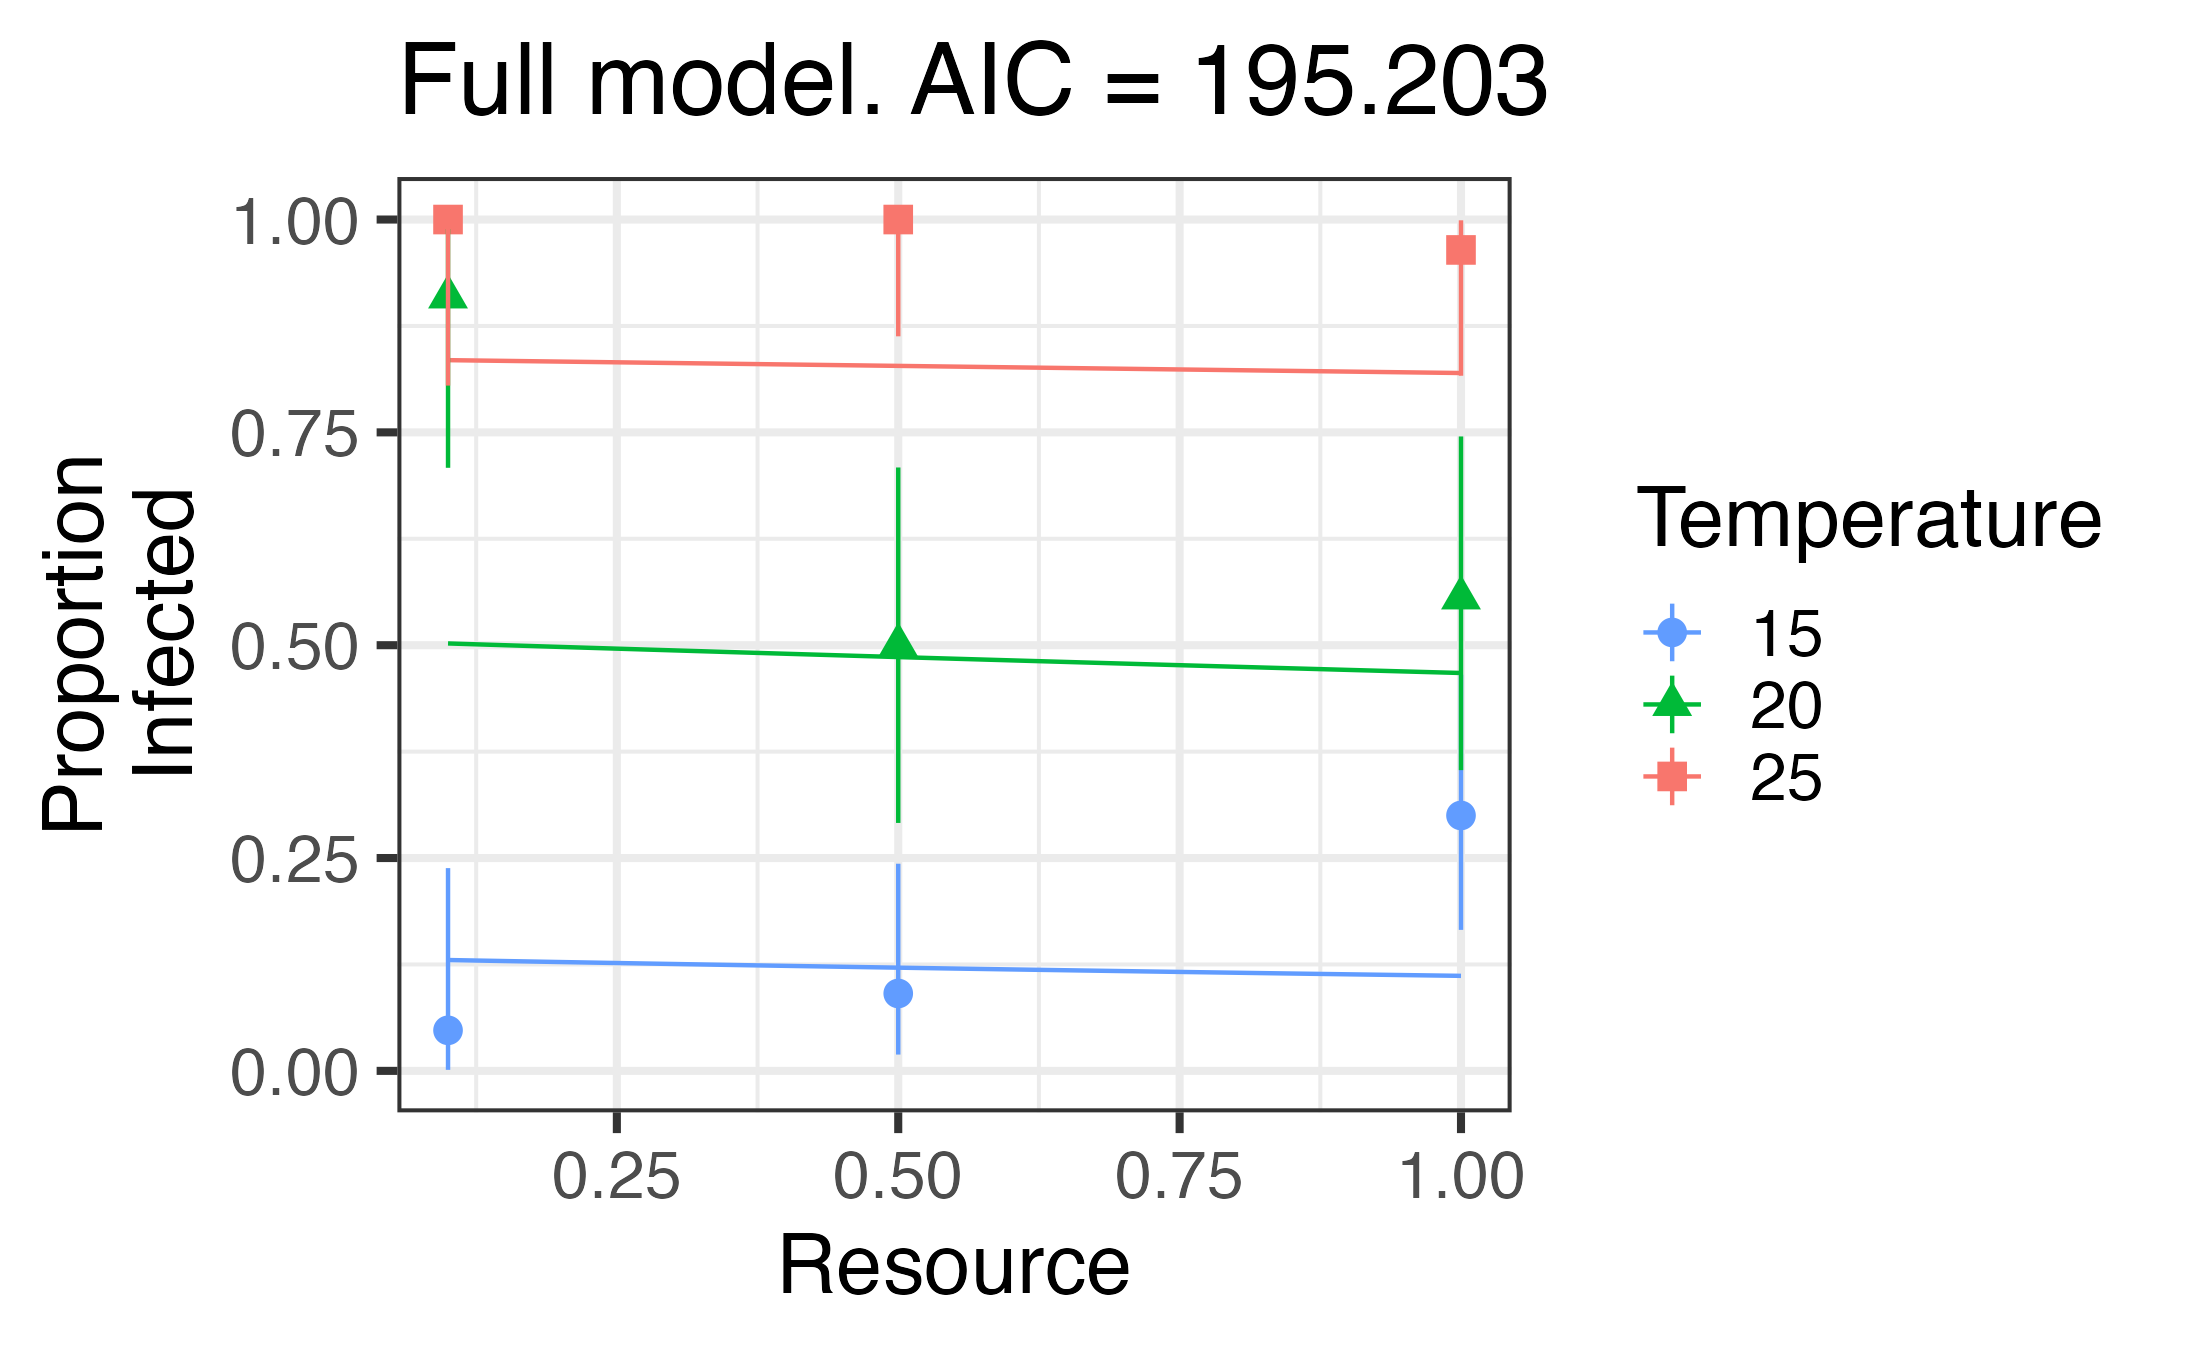 Full model. AIC = 195.203
1.00
0.75
0.50
0.25
0.00
Proportion
Infected
0.25 0.50 0.75 1.00
Resource
Temperature
15
20
25